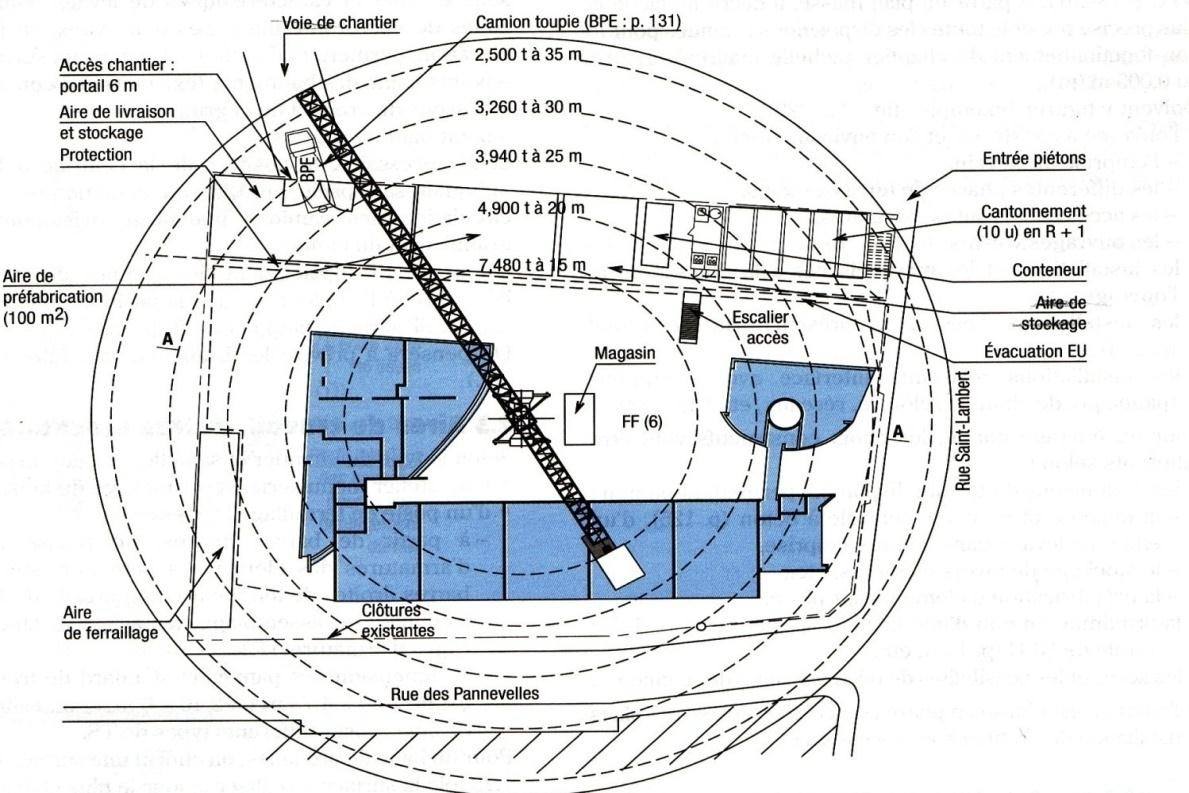 Voie de chantier
Camion toupie (BPE : p. 131)
2,500 t à 35 m
Accès chantier :
portail 6 m
Aire de livraison
et stockage
Protection
3,260 t à 30 m
BPE
3,940 t à 25 m
Entrée piétons
4,900 t à 20 m
Cantonnement
(10 u) en R + 1
7,480 t à 15 m
Conteneur
Aire de
préfabrication
(100 m2)
Aire de
stockage
Escalier
accès
Évacuation EU
A
Magasin
FF (6)
A
Rue Saint-Lambert
Aire
de ferraillage
Clôtures
existantes
Rue des Pannevelles